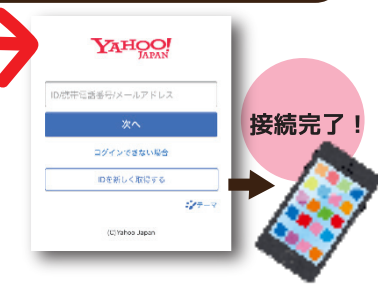 YAHOO!
JAPAN
ID/携帯電話番号/メールアドレス
次へ
ログインできない場合
IDを新しく取得する
テーマ
(C)Yahoo Japan
接続完了！